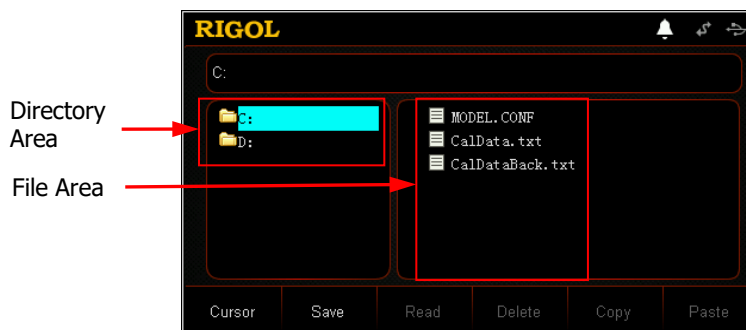 RIGOL
C:
Directory
Area
C:
D:
MODEL.CONF
CalData.txt
CalDataBack.txt
File Area
Cursor Save Read Delete Copy Paste